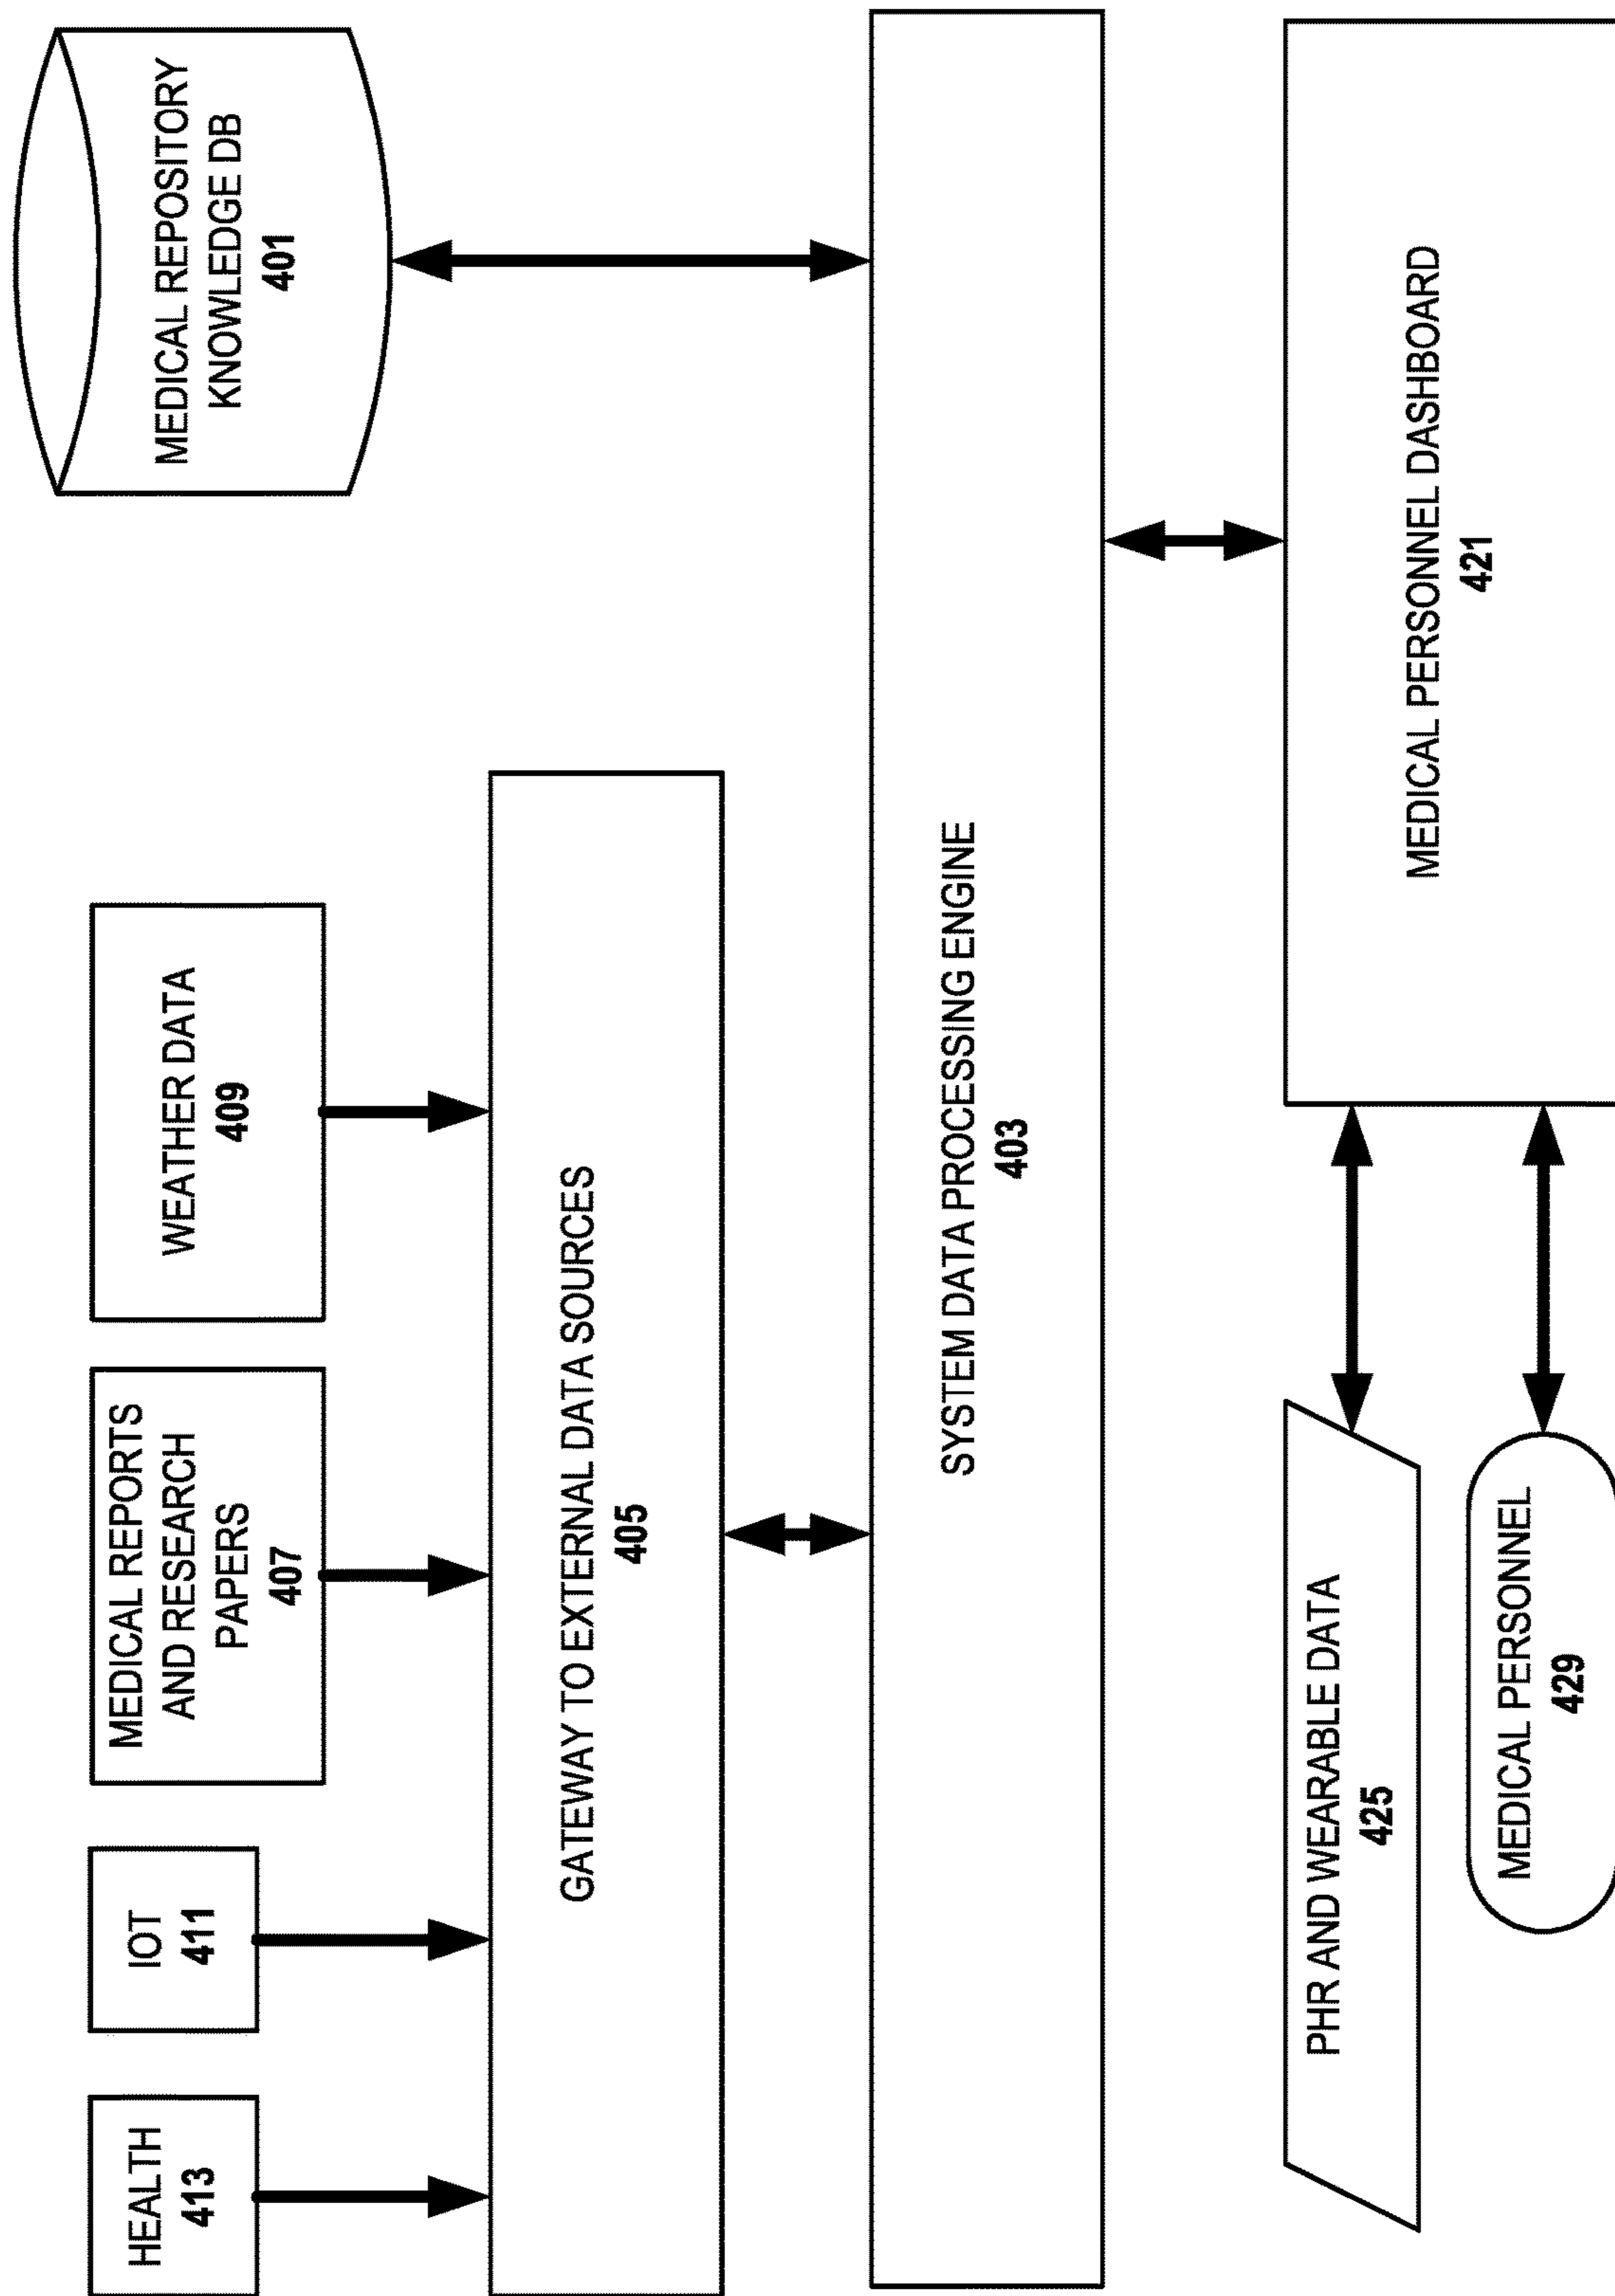 HEALTH
413
IOT
411
MEDICAL REPORTS
AND RESEARCH
PAPERS
407
WEATHER DATA
409
MEDICAL REPOSITORY
KNOWLEDGE DB
401
GATEWAY TO EXTERNAL DATA SOURCES
405
SYSTEM DATA PROCESSING ENGINE
403
PHR AND WEARABLE DATA
425
MEDICAL PERSONNEL
429
MEDICAL PERSONNEL DASHBOARD
421